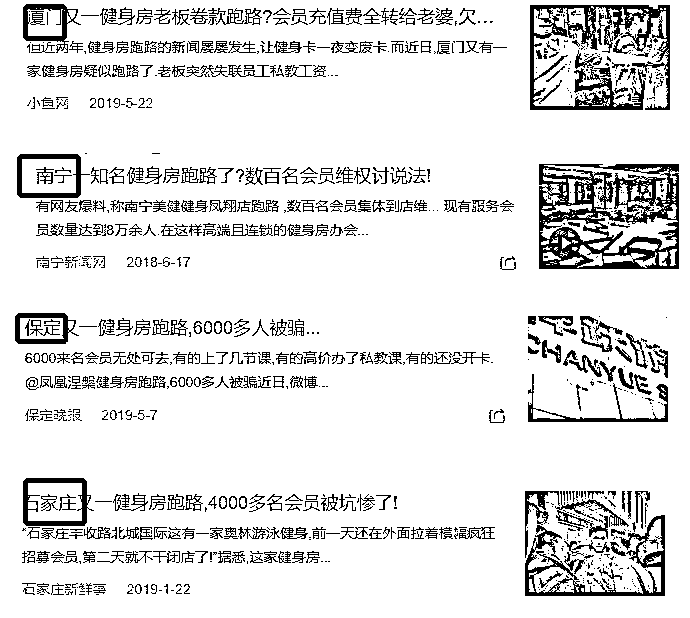 厦门又一健身房老板卷款跑路?会员充值费全转给老婆,欠...
但近两年,健身房跑路的新闻屡屡发生,让健身卡一夜变废卡.而近日,厦门又有一
家健身房疑似跑路了.老板突然失联员工私教工资...
小鱼网 2019-5-22
南宁一知名健身房跑路了?数百名会员维权讨说法!
有网友爆料,称南宁美健健身凤翔店跑路,数百名会员集体到店维... 现有服务会
员数量达到8万余人.在这样高端且连锁的健身房办会...
南宁新闻网 2018-6-17
保定又一健身房跑路,6000多人被骗...
6000来名会员无处可去,有的上了几节课,有的高价办了私教课,有的还没开卡.
@凤凰涅槃健身房跑路,6000多人被骗近日,微博...
保定晚报 2019-5-7
CHANYUE
石家庄又一健身房跑路,4000多名会员被坑惨了!
“石家庄丰收路北城国际这有一家奥林游泳健身,前一天还在外面拉着横幅疯狂
招募会员,第二天就不干闭店了!”据悉,这家健身房...
石家庄新鲜事 2019-1-22